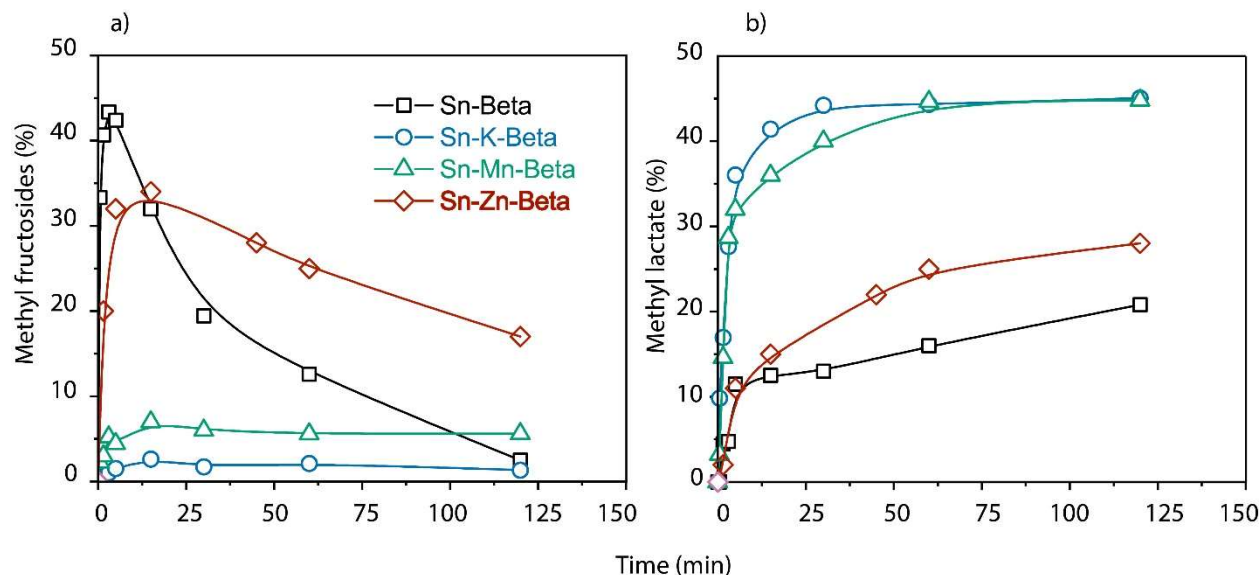 a)
50
40
30
20
10
0
Methyl fructosides (%)
Sn-Beta
Sn-K-Beta
Sn-Mn-Beta
Sn-Zn-Beta
0 25 50 75 100 125 150
b)
50
40
30
20
10
0
Methyl lactate (%)
0 25 50 75 100 125 150
Time (min)